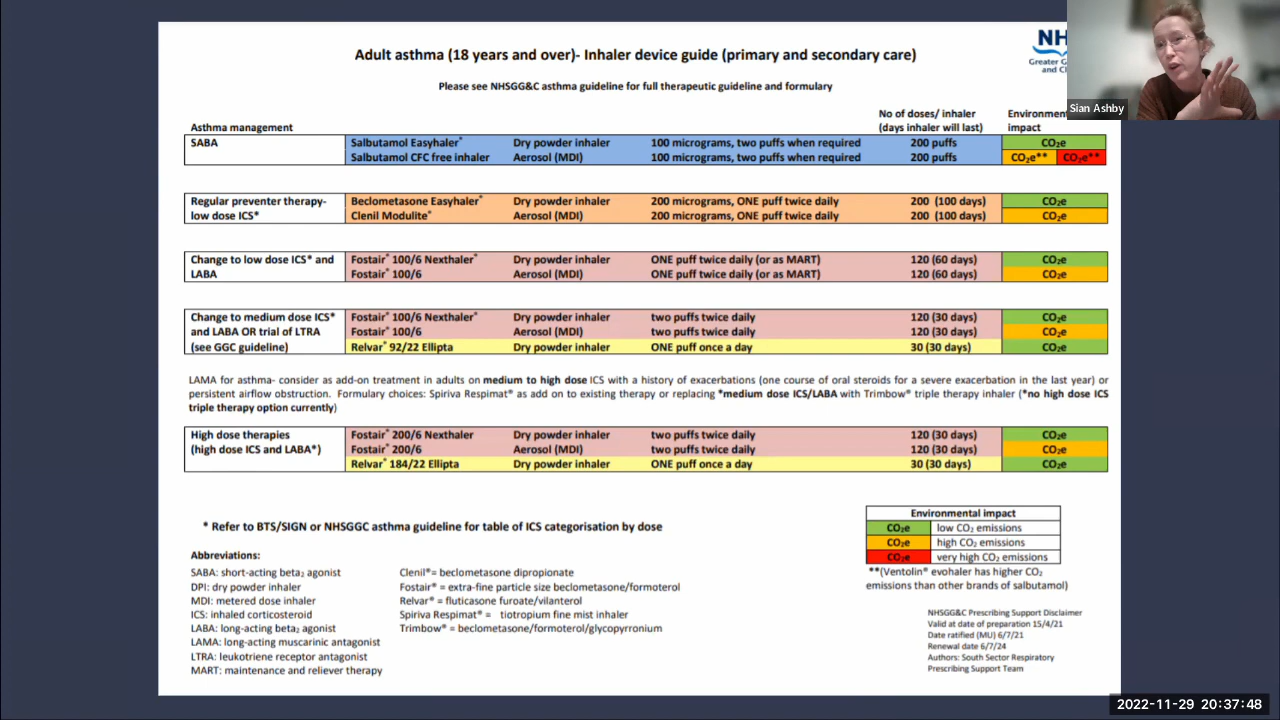 Adult asthma (18 years and over)- Inhaler device guide (primary and secondary care)
NH
Greater G
and Cl
Please see NHSGG&C asthma guideline for full therapeutic guideline and formulary
Sian Ashby
Asthma management No of doses/ inhaler (days inhaler will last) Environmen impact
SABA Salbutamol Easyhaler® Dry powder inhaler 100 micrograms, two puffs when required 200 puffs CO₂e
Salbutamol CFC free inhaler Aerosol (MDI) 100 micrograms, two puffs when required 200 puffs CO₂e** CO₂e**
Regular preventer therapy- Beclometasone Easyhaler® Dry powder inhaler 200 micrograms, ONE puff twice daily 200 (100 days) CO₂e
low dose ICS* Clenil Modulite® Aerosol (MDI) 200 micrograms, ONE puff twice daily 200 (100 days) CO₂e
Change to low dose ICS* and Fostair® 100/6 Nexthaler® Dry powder inhaler ONE puff twice daily (or as MART) 120 (60 days) CO₂e
LABA Fostair® 100/6 Aerosol (MDI) ONE puff twice daily (or as MART) 120 (60 days) CO₂e
Change to medium dose ICS* Fostair® 100/6 Nexthaler® Dry powder inhaler two puffs twice daily 120 (30 days) CO₂e
and LABA OR trial of LTRA Fostair® 100/6 Aerosol (MDI) two puffs twice daily 120 (30 days) CO₂e
(see GGC guideline) Relvar® 92/22 Ellipta Dry powder inhaler ONE puff once a day 30 (30 days) CO₂e
LAMA for asthma- consider as add-on treatment in adults on medium to high dose ICS with a history of exacerbations (one course of oral steroids for a severe exacerbation in the last year) or
persistent airflow obstruction. Formulary choices: Spiriva Respimat® as add on to existing therapy or replacing *medium dose ICS/LABA with Trimbow® triple therapy inhaler (*no high dose ICS
triple therapy option currently)
High dose therapies Fostair® 200/6 Nexthaler Dry powder inhaler two puffs twice daily 120 (30 days) CO₂e
(high dose ICS and LABA*) Fostair® 200/6 Aerosol (MDI) two puffs twice daily 120 (30 days) CO₂e
Relvar® 184/22 Ellipta Dry powder inhaler ONE puff once a day 30 (30 days) CO₂e
* Refer to BTS/SIGN or NHSGGC asthma guideline for table of ICS categorisation by dose
Environmental impact
CO₂e low CO₂ emissions
CO₂e high CO₂ emissions
CO₂e very high CO₂ emissions
**(Ventolin® evohaler has higher CO₂
emissions than other brands of salbutamol)
Abbreviations:
SABA: short-acting beta₂ agonist
DPI: dry powder inhaler
MDI: metered dose inhaler
ICS: inhaled corticosteroid
LABA: long-acting beta₂ agonist
LAMA: long-acting muscarinic antagonist
LTRA: leukotriene receptor antagonist
MART: maintenance and reliever therapy
Clenil®= beclometasone dipropionate
Fostair® = extra-fine particle size beclometasone/formoterol
Relvar® = fluticasone furoate/vilanterol
Spiriva Respimat® = tiotropium fine mist inhaler
Trimbow® = beclometasone/formoterol/glycopyrronium
NHSGG&C Prescribing Support Disclaimer
Valid at date of preparation 15/4/21
Date ratified (MU) 6/7/21
Renewal date 6/7/24
Authors: South Sector Respiratory
Prescribing Support Team
2022-11-29 20:37:48